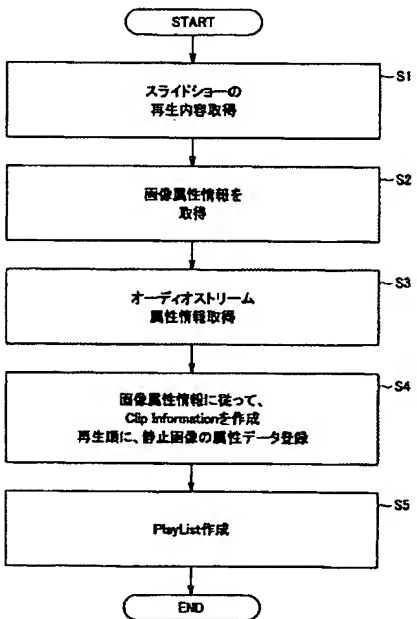 START
S1
スライドショーの
再生内容取得
S2
画像属性情報を
取得
S3
オーディオストリーム
属性情報取得
S4
画像属性情報に従って、
Clip Informationを作成
再生順に、静止画像の属性データ登録
S5
PlayList作成
END